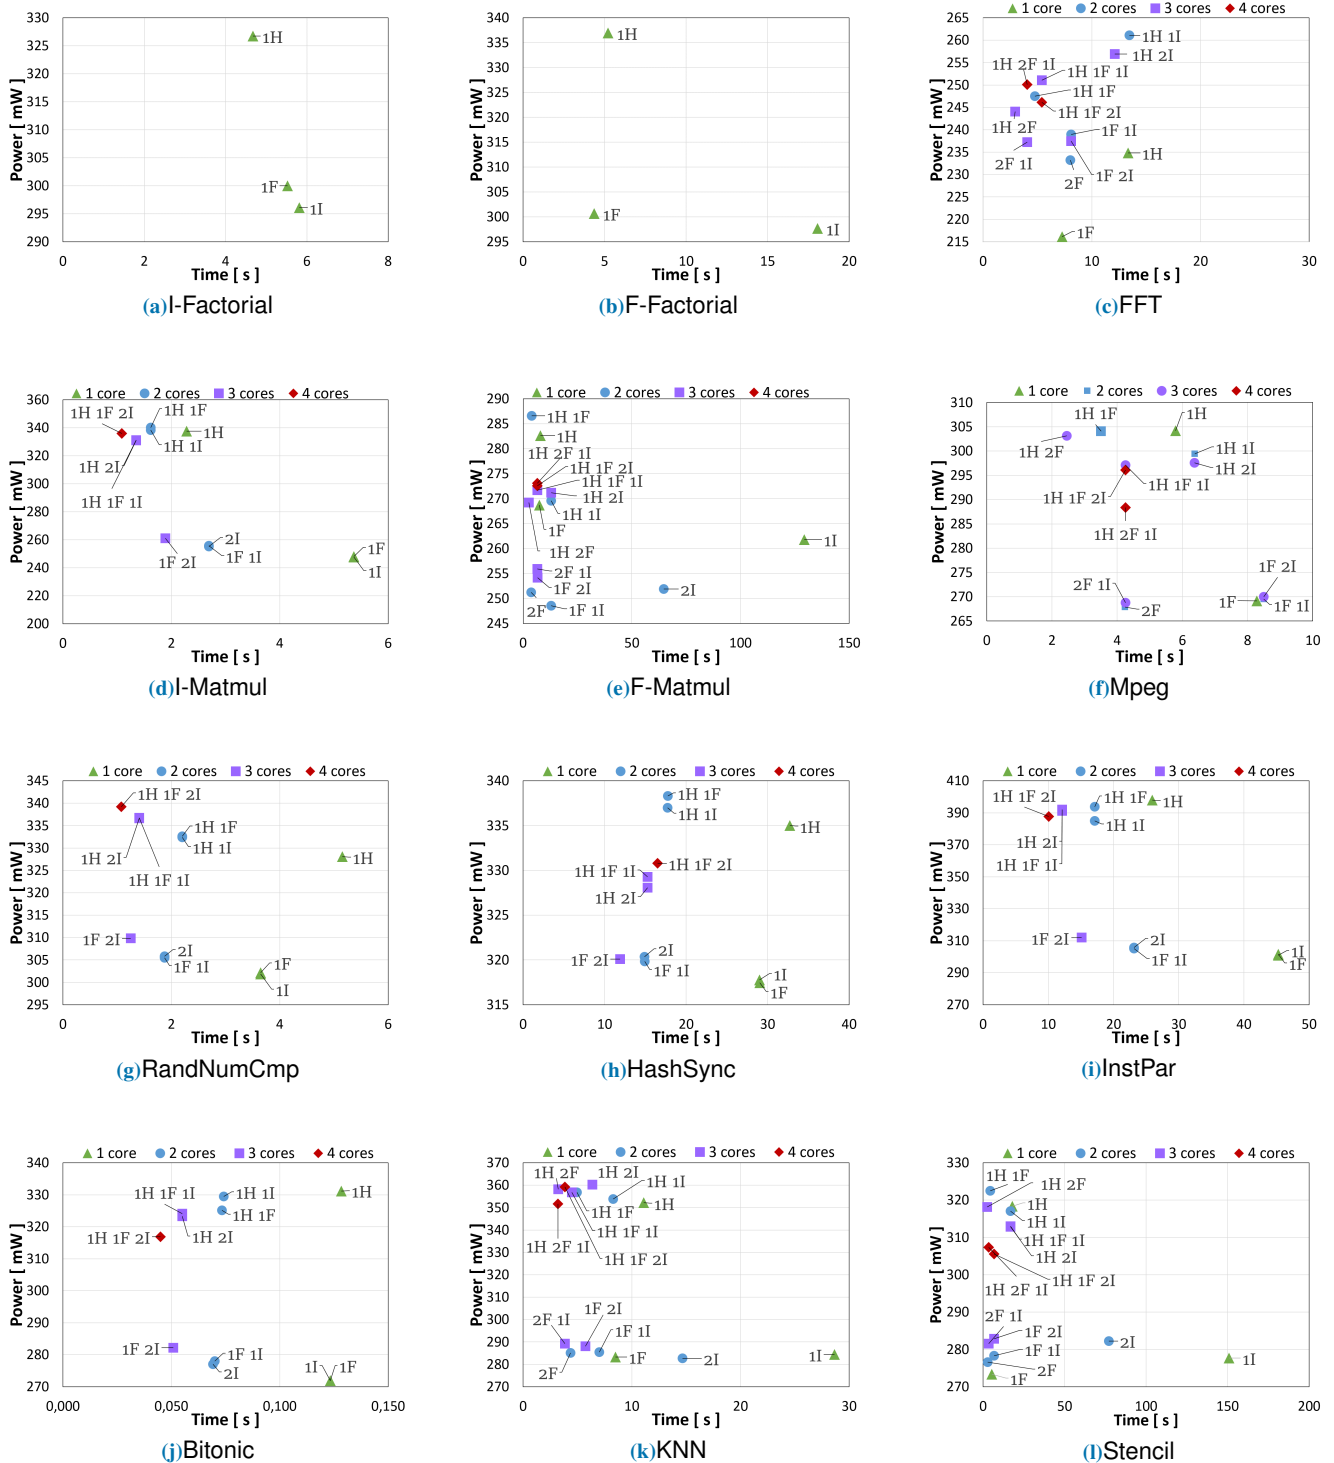 330
325
320
315
310
305
300
295
290
Power [ mW ]
1H
1F
1I
0 2 4 6 8
Time [ s ]
(a)I-Factorial
340
335
330
325
320
315
310
305
300
295
Power [ mW ]
1H
1F
1I
0 5 10 15 20
Time [ s ]
(b)F-Factorial
1 core 2 cores 3 cores 4 cores
265
260
255
250
245
240
235
230
225
220
215
Power [ mW ]
1H 1I
1H 2I
1H 2F 1I
1H 1F 1I
1H 1F
1H 1F 2I
1H 2F
1F 1I
2F 1I
1H
2F
1F 2I
1F
0 10 20 30
Time [ s ]
(c)FFT
1 core 2 cores 3 cores 4 cores
360
340
320
300
280
260
240
220
200
Power [ mW ]
1H 1F 2I
1H 1F
1H
1H 1I
1H 2I
1H 1F 1I
2I
1F 2I
1F 1I
1F
1I
0 2 4 6
Time [ s ]
(d)I-Matmul
1 core 2 cores 3 cores 4 cores
290
285
280
275
270
265
260
255
250
245
Power [ mW ]
1H 1F
1H
1H 2F 1I
1H 1F 2I
1H 1F 1I
1H 2I
1H 1I
1F
1I
1H 2F
2F 1I
1F 2I
2I
2F
1F 1I
0 50 100 150
Time [ s ]
(e)F-Matmul
1 core 2 cores 3 cores 4 cores
310
305
300
295
290
285
280
275
270
265
Power [ mW ]
1H 1F
1H
1H 2F
1H 1I
1H 2I
1H 1F 2I
1H 1F 1I
1H 2F 1I
1F 2I
2F 1I
2F
1F
1F 1I
0 2 4 6 8 10
Time [ s ]
(f)Mpeg
1 core 2 cores 3 cores 4 cores
345
340
335
330
325
320
315
310
305
300
295
Power [ mW ]
1H 1F 2I
1H 1F
1H 1I
1H 2I
1H
1H 1F 1I
1F 2I
2I
1F 1I
1F
1I
0 2 4 6
Time [ s ]
(g)RandNumCmp
1 core 2 cores 3 cores 4 cores
340
335
330
325
320
315
Power [ mW ]
1H 1F
1H 1I
1H
1H 1F 1I
1H 1F 2I
1H 2I
1F 2I
2I
1F 1I
1I
1F
0 10 20 30 40
Time [ s ]
(h)HashSync
1 core 2 cores 3 cores 4 cores
410
390
370
350
330
310
290
270
Power [ mW ]
1H 1F 2I
1H 1F
1H
1H 1I
1H 2I
1H 1F 1I
1F 2I
2I
1F 1I
1I
1F
0 10 20 30 40 50
Time [ s ]
(i)InstPar
1 core 2 cores 3 cores 4 cores
340
330
320
310
300
290
280
270
Power [ mW ]
1H 1F 1I
1H 1I
1H
1H 1F
1H 1F 2I
1H 2I
1F 2I
1F 1I
2I
1I
1F
0,000 0,050 0,100 0,150
Time [ s ]
(j)Bitonic
1 core 2 cores 3 cores 4 cores
370
360
350
340
330
320
310
300
290
280
270
Power [ mW ]
1H 2F
1H 2I
1H 1I
1H
1H 1F
1H 1F 1I
1H 2F 1I
1H 1F 2I
2F 1I
1F 2I
1F 1I
2F
1F
2I
1I
0 10 20 30
Time [ s ]
(k)KNN
1 core 2 cores 3 cores 4 cores
330
320
310
300
290
280
270
Power [ mW ]
1H 1F
1H 2F
1H
1H 1I
1H 1F 1I
1H 2I
1H 1F 2I
1H 2F 1I
2F 1I
1F 2I
1F 1I
2F
1F
2I
1I
0 50 100 150 200
Time [ s ]
(l)Stencil